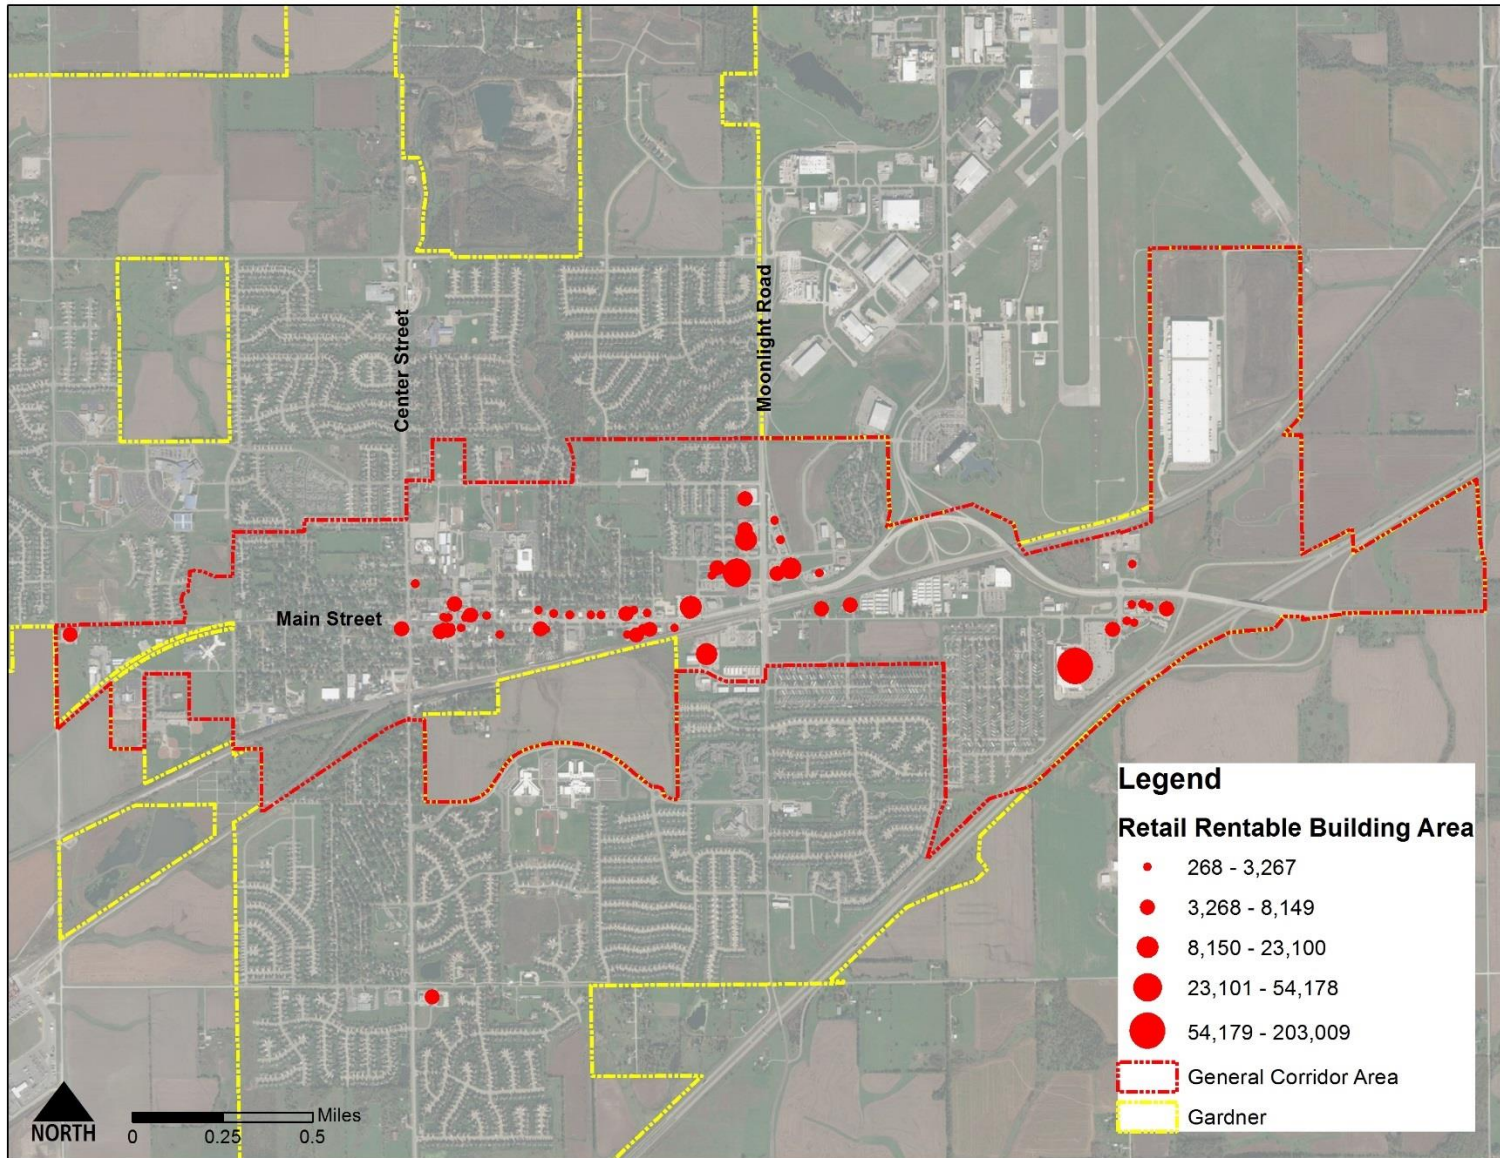 Center Street
Moonlight Road
Main Street
Legend
Retail Rentable Building Area
268 - 3,267
3,268 - 8,149
8,150 - 23,100
23,101 - 54,178
54,179 - 203,009
General Corridor Area
Gardner
NORTH
Miles
0 0.25 0.5